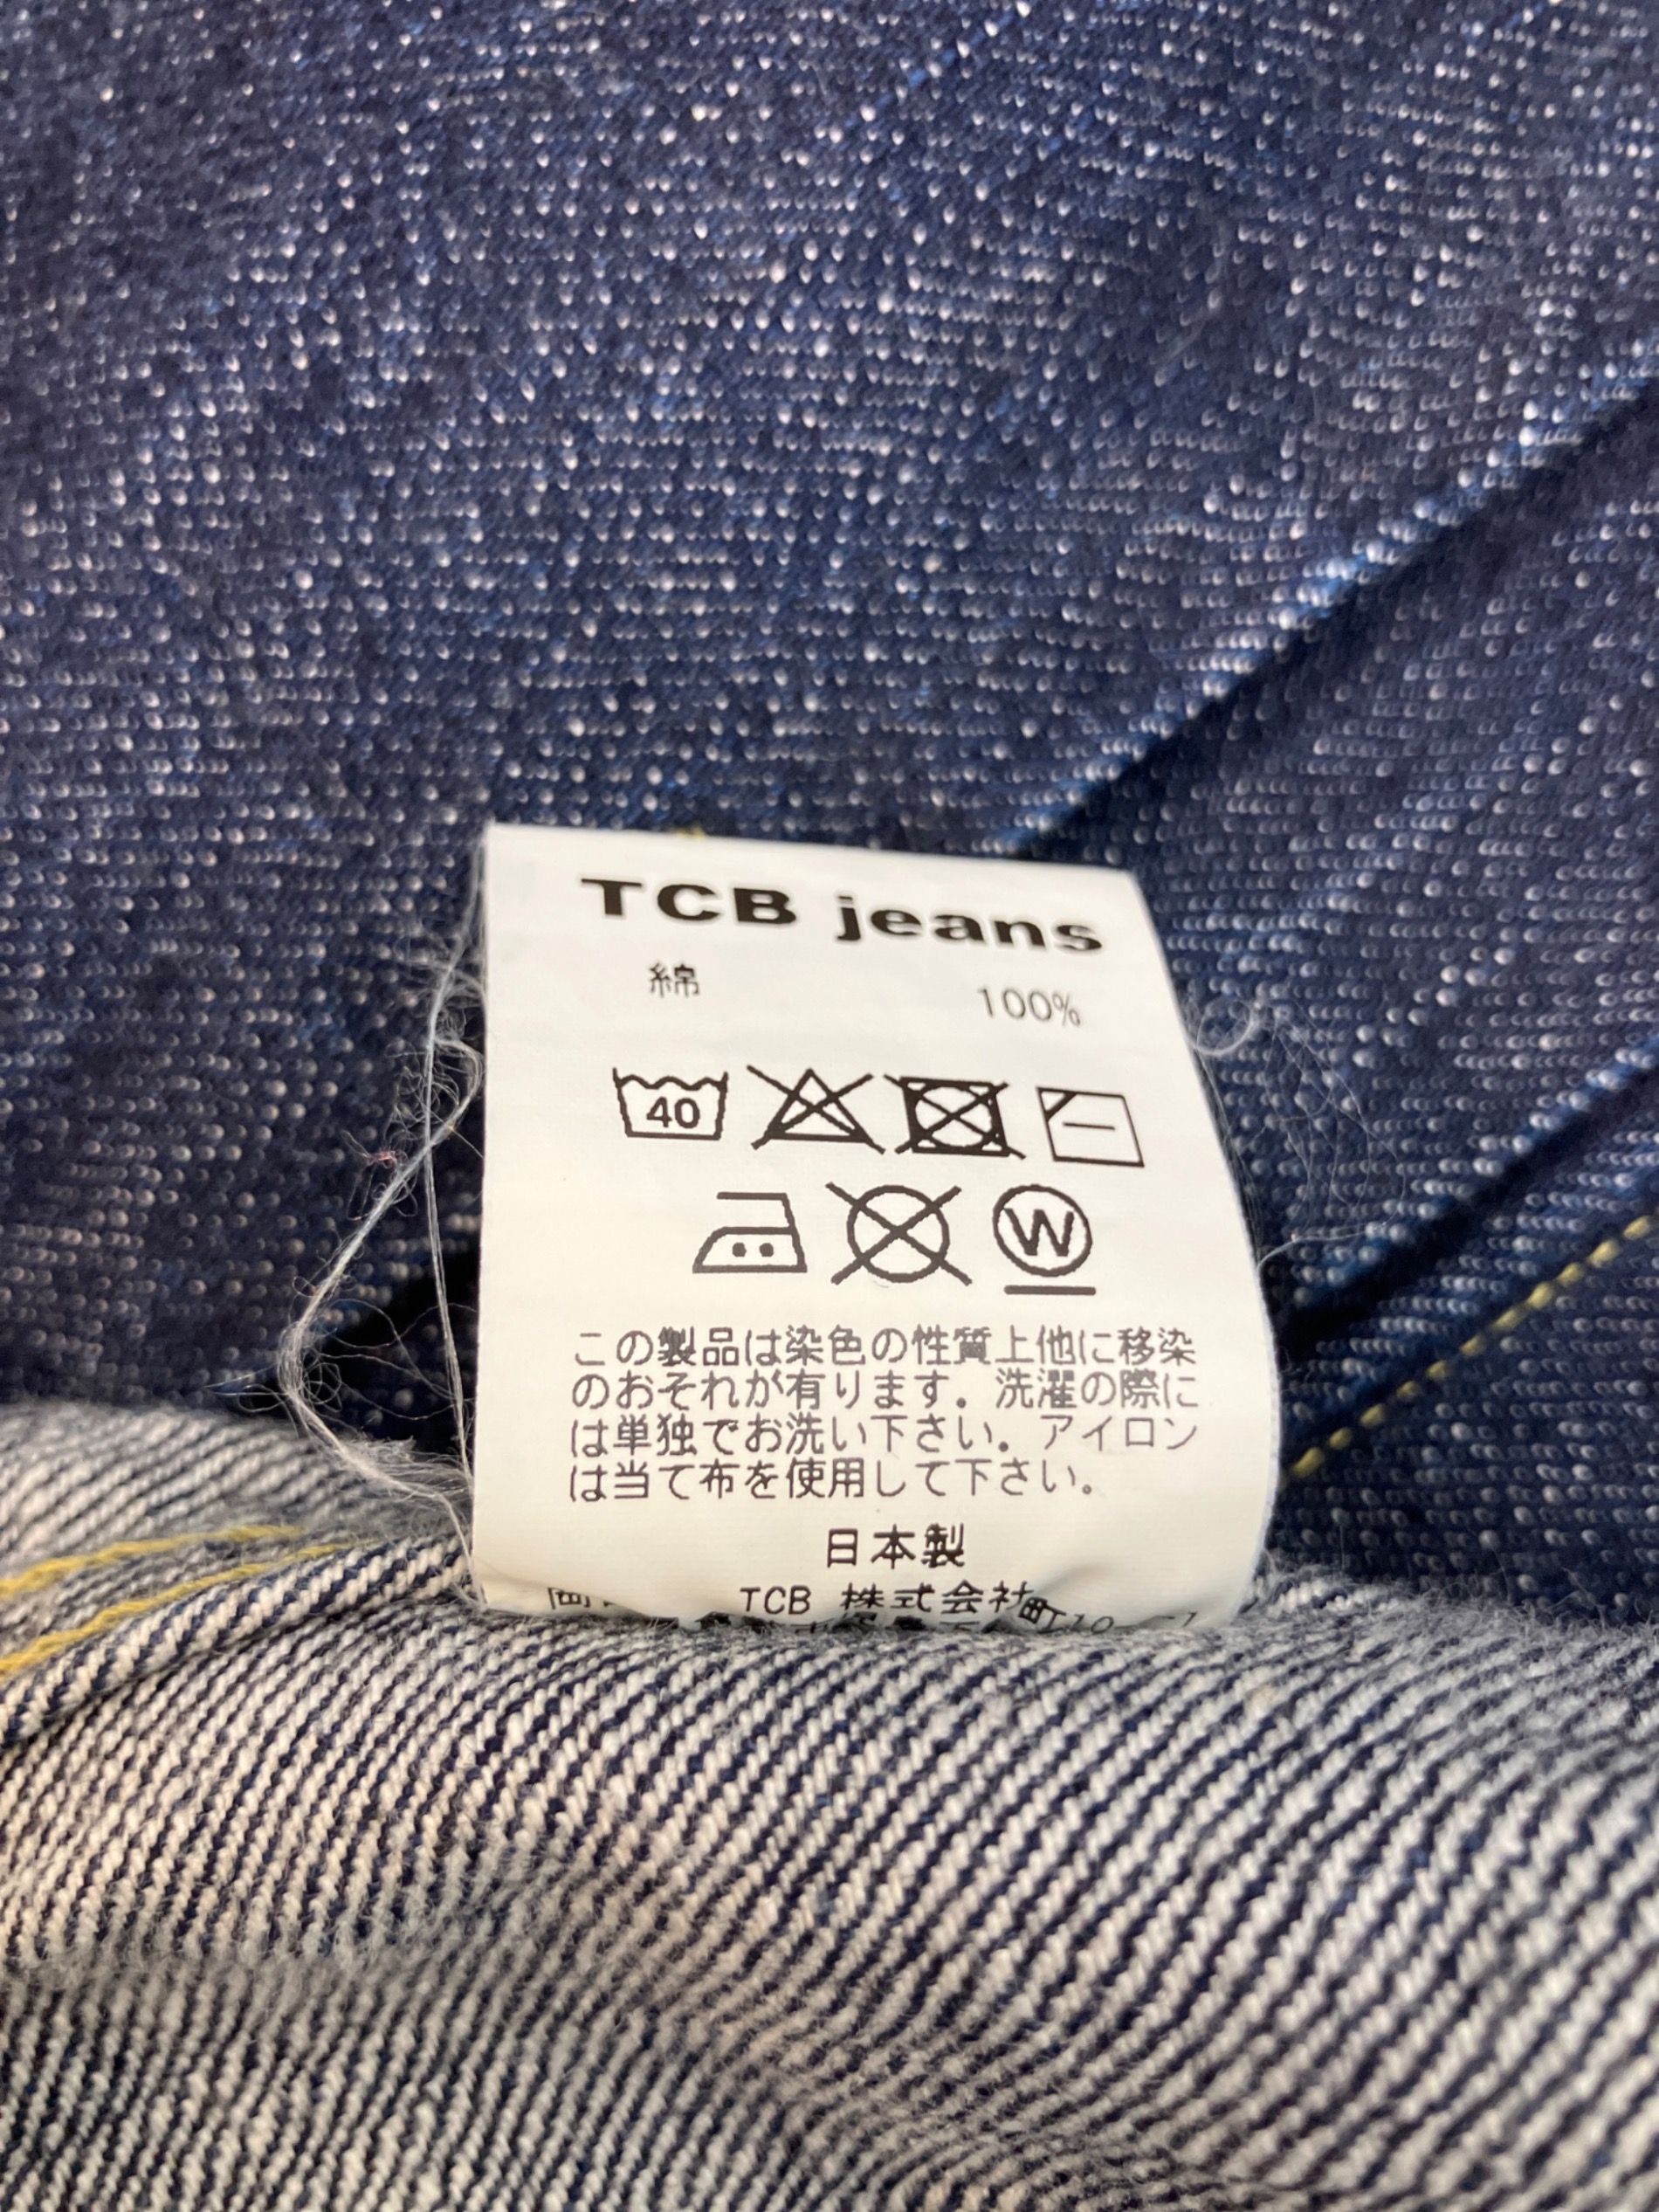 TCB jeans
綿 100%
40
W
この製品は染色の性質上他に移染
のおそれが有ります。洗濯の際に
は単独でお洗い下さい。アイロン
は当て布を使用して下さい。
日本製
TCB 株式会社